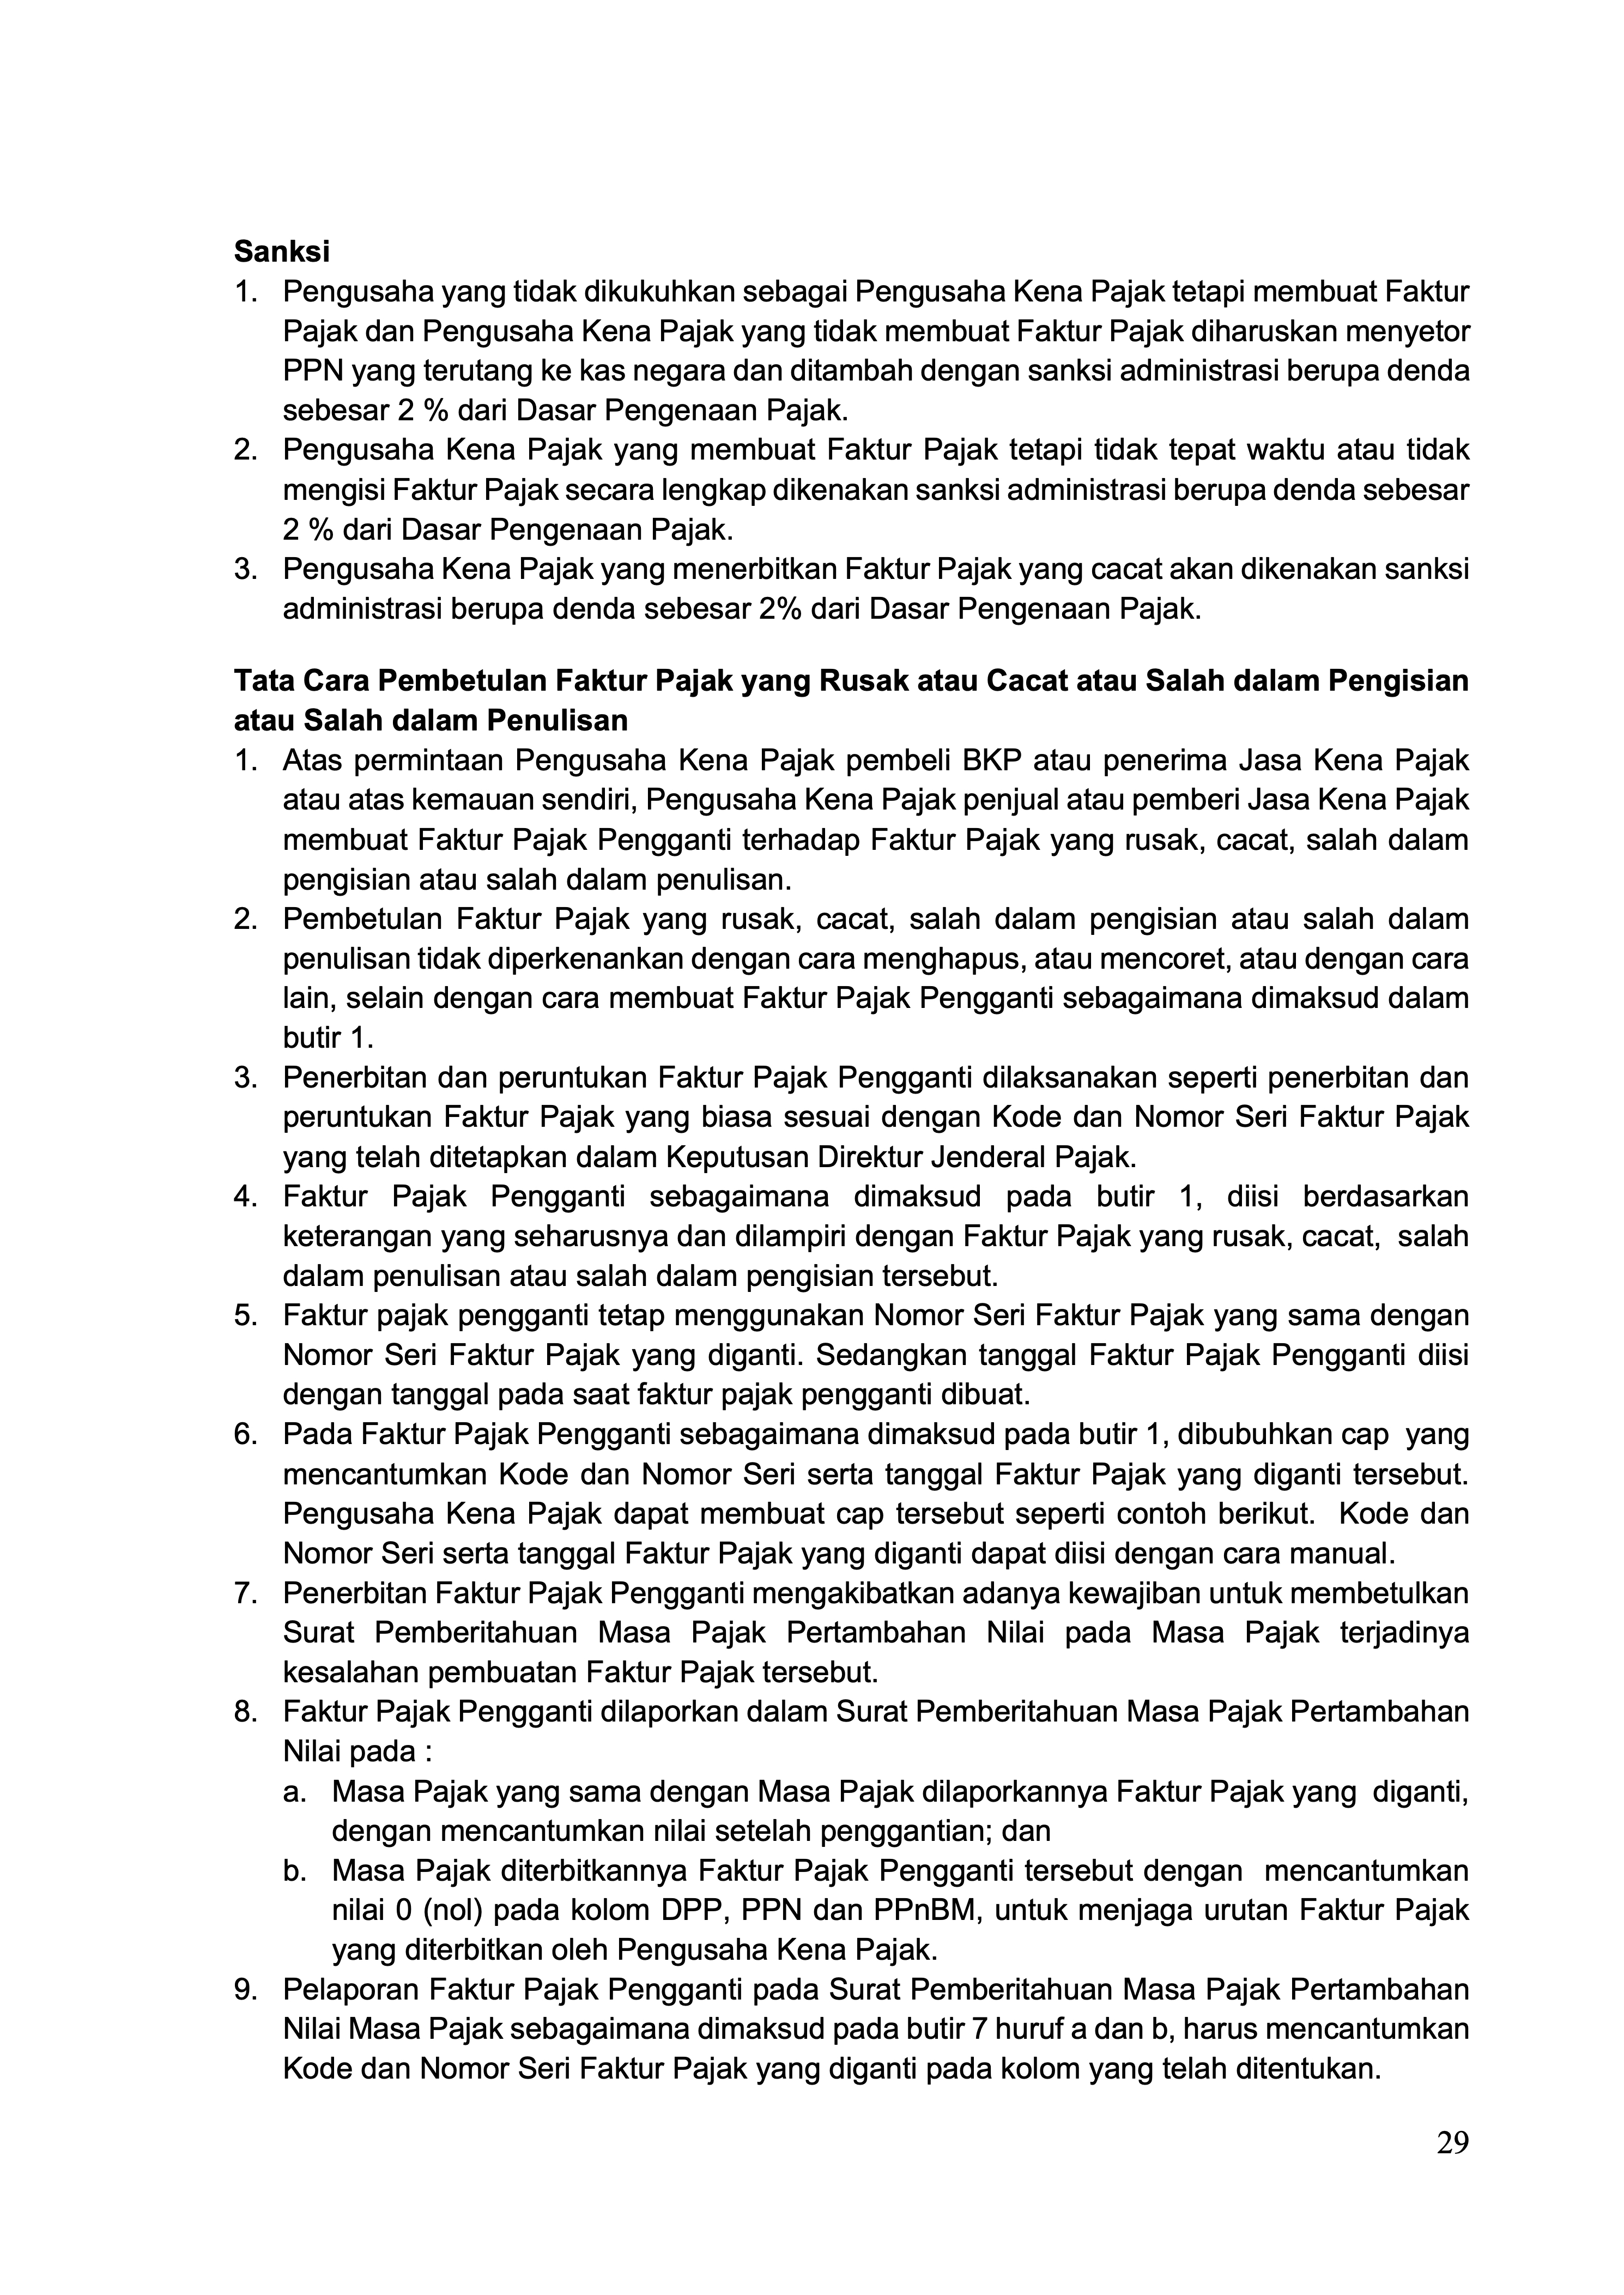 Sanksi
1. Pengusaha yang tidak dikukuhkan sebagai Pengusaha Kena Pajak tetapi membuat Faktur
Pajak dan Pengusaha Kena Pajak yang tidak membuat Faktur Pajak diharuskan menyetor
PPN yang terutang ke kas negara dan ditambah dengan sanksi administrasi berupa denda
sebesar 2 % dari Dasar Pengenaan Pajak.
2. Pengusaha Kena Pajak yang membuat Faktur Pajak tetapi tidak tepat waktu atau tidak
mengisi Faktur Pajak secara lengkap dikenakan sanksi administrasi berupa denda sebesar
2 % dari Dasar Pengenaan Pajak.
3. Pengusaha Kena Pajak yang menerbitkan Faktur Pajak yang cacat akan dikenakan sanksi
administrasi berupa denda sebesar 2% dari Dasar Pengenaan Pajak.
Tata Cara Pembetulan Faktur Pajak yang Rusak atau Cacat atau Salah dalam Pengisian
atau Salah dalam Penulisan
1. Atas permintaan Pengusaha Kena Pajak pembeli BKP atau penerima Jasa Kena Pajak
atau atas kemauan sendiri, Pengusaha Kena Pajak penjual atau pemberi Jasa Kena Pajak
membuat Faktur Pajak Pengganti terhadap Faktur Pajak yang rusak, cacat, salah dalam
pengisian atau salah dalam penulisan.
2. Pembetulan Faktur Pajak yang rusak, cacat, salah dalam pengisian atau salah dalam
penulisan tidak diperkenankan dengan cara menghapus, atau mencoret, atau dengan cara
lain, selain dengan cara membuat Faktur Pajak Pengganti sebagaimana dimaksud dalam
butir 1.
3. Penerbitan dan peruntukan Faktur Pajak Pengganti dilaksanakan seperti penerbitan dan
peruntukan Faktur Pajak yang biasa sesuai dengan Kode dan Nomor Seri Faktur Pajak
yang telah ditetapkan dalam Keputusan Direktur Jenderal Pajak.
4. Faktur Pajak Pengganti sebagaimana dimaksud pada butir 1, diisi berdasarkan
keterangan yang seharusnya dan dilampiri dengan Faktur Pajak yang rusak, cacat, salah
dalam penulisan atau salah dalam pengisian tersebut.
5. Faktur pajak pengganti tetap menggunakan Nomor Seri Faktur Pajak yang sama dengan
Nomor Seri Faktur Pajak yang diganti. Sedangkan tanggal Faktur Pajak Pengganti diisi
dengan tanggal pada saat faktur pajak pengganti dibuat.
6. Pada Faktur Pajak Pengganti sebagaimana dimaksud pada butir 1, dibubuhkan cap yang
mencantumkan Kode dan Nomor Seri serta tanggal Faktur Pajak yang diganti tersebut.
Pengusaha Kena Pajak dapat membuat cap tersebut seperti contoh berikut. Kode dan
Nomor Seri serta tanggal Faktur Pajak yang diganti dapat diisi dengan cara manual.
7. Penerbitan Faktur Pajak Pengganti mengakibatkan adanya kewajiban untuk membetulkan
Surat Pemberitahuan Masa Pajak Pertambahan Nilai pada Masa Pajak terjadinya
kesalahan pembuatan Faktur Pajak tersebut.
8. Faktur Pajak Pengganti dilaporkan dalam Surat Pemberitahuan Masa Pajak Pertambahan
Nilai pada :
a. Masa Pajak yang sama dengan Masa Pajak dilaporkannya Faktur Pajak yang diganti,
dengan mencantumkan nilai setelah penggantian; dan
b. Masa Pajak diterbitkannya Faktur Pajak Pengganti tersebut dengan mencantumkan
nilai 0 (nol) pada kolom DPP, PPN dan PPnBM, untuk menjaga urutan Faktur Pajak
yang diterbitkan oleh Pengusaha Kena Pajak.
9. Pelaporan Faktur Pajak Pengganti pada Surat Pemberitahuan Masa Pajak Pertambahan
Nilai Masa Pajak sebagaimana dimaksud pada butir 7 huruf a dan b, harus mencantumkan
Kode dan Nomor Seri Faktur Pajak yang diganti pada kolom yang telah ditentukan.
29